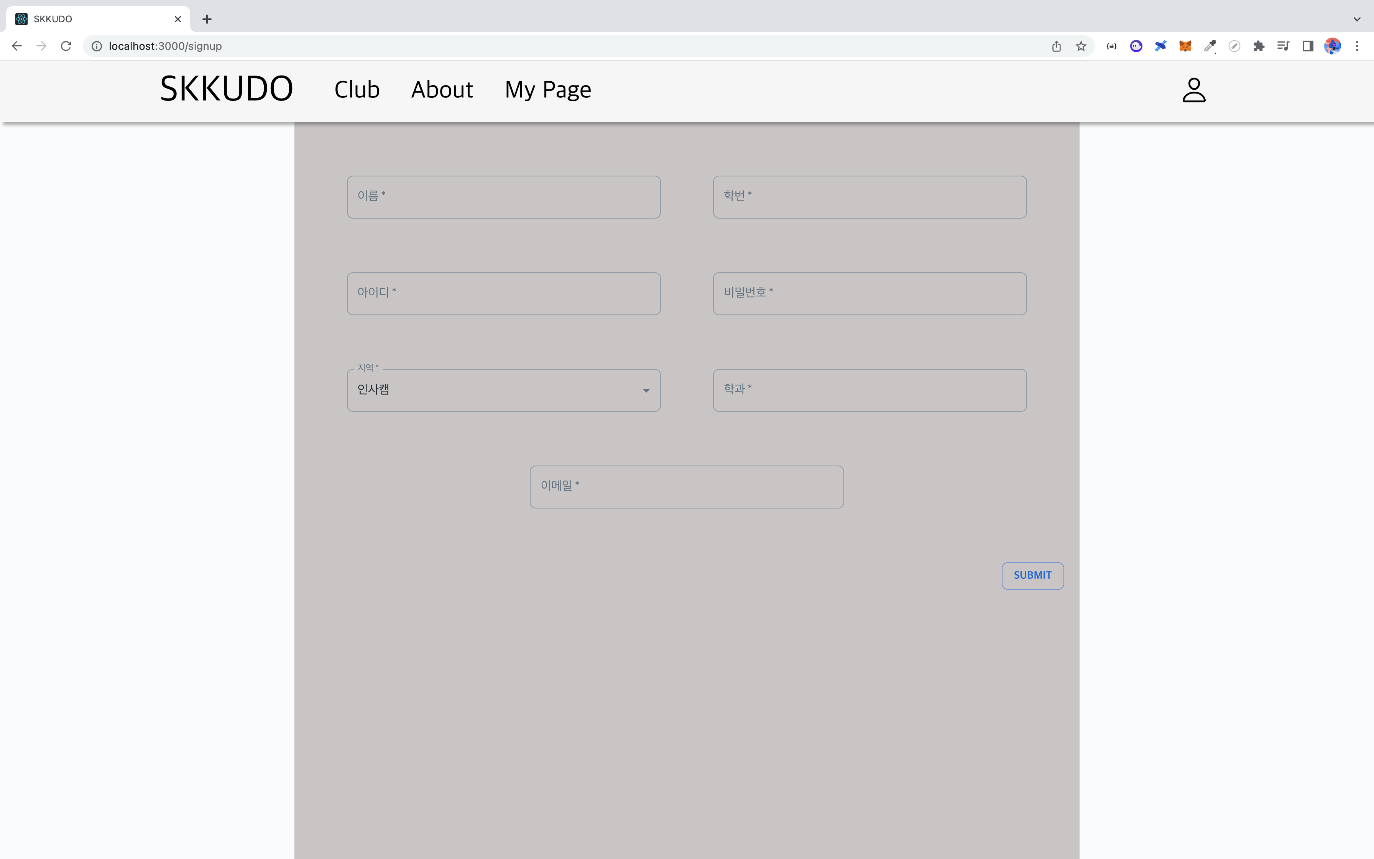 SKKUDO
localhost:3000/signup
SKKUDO Club About My Page
이름 * 학번 *
아이디 * 비밀번호 *
지역 *
인사캠 학과 *
이메일 *
SUBMIT